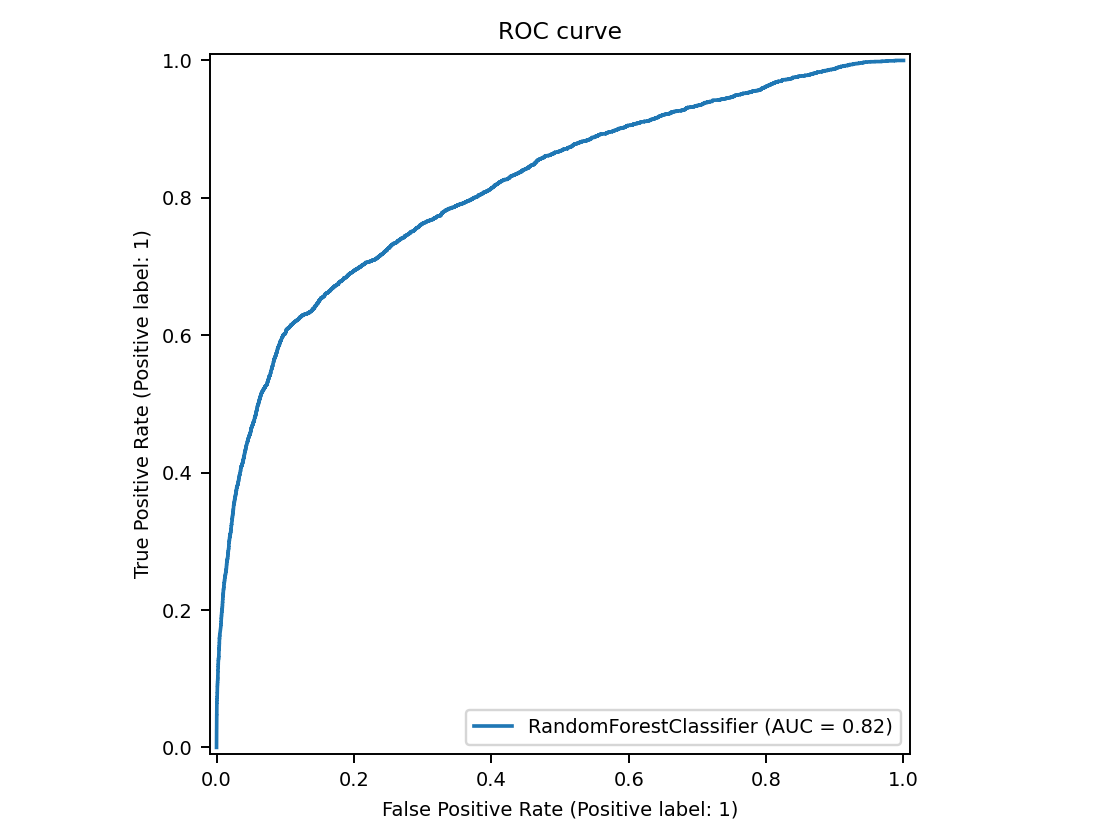 ROC curve
True Positive Rate (Positive label: 1)
1.0
0.8
0.6
0.4
0.2
0.0
RandomForestClassifier (AUC = 0.82)
0.0 0.2 0.4 0.6 0.8 1.0
False Positive Rate (Positive label: 1)